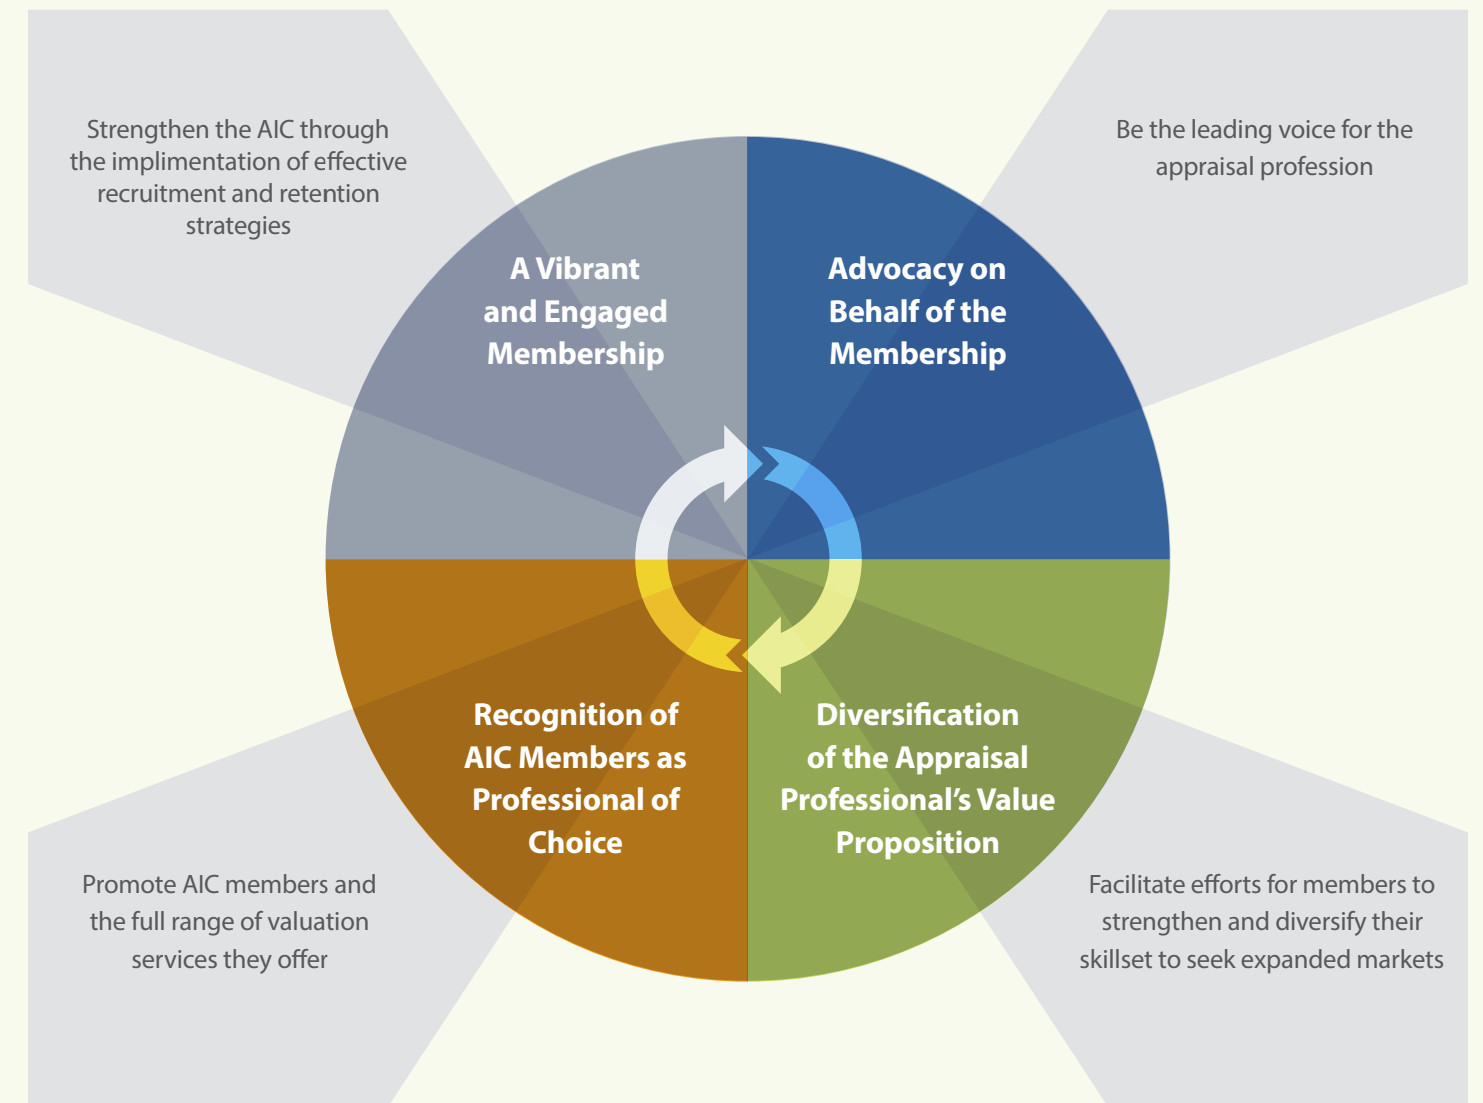 Strengthen the AIC through
the implimentation of effective
recruitment and retention
strategies
Be the leading voice for the
appraisal profession
A Vibrant
and Engaged
Membership
Advocacy on
Behalf of the
Membership
Recognition of
AIC Members as
Professional of
Choice
Diversification
of the Appraisal
Professional's Value
Proposition
Promote AIC members and
the full range of valuation
services they offer
Facilitate efforts for members to
strengthen and diversify their
skillset to seek expanded markets